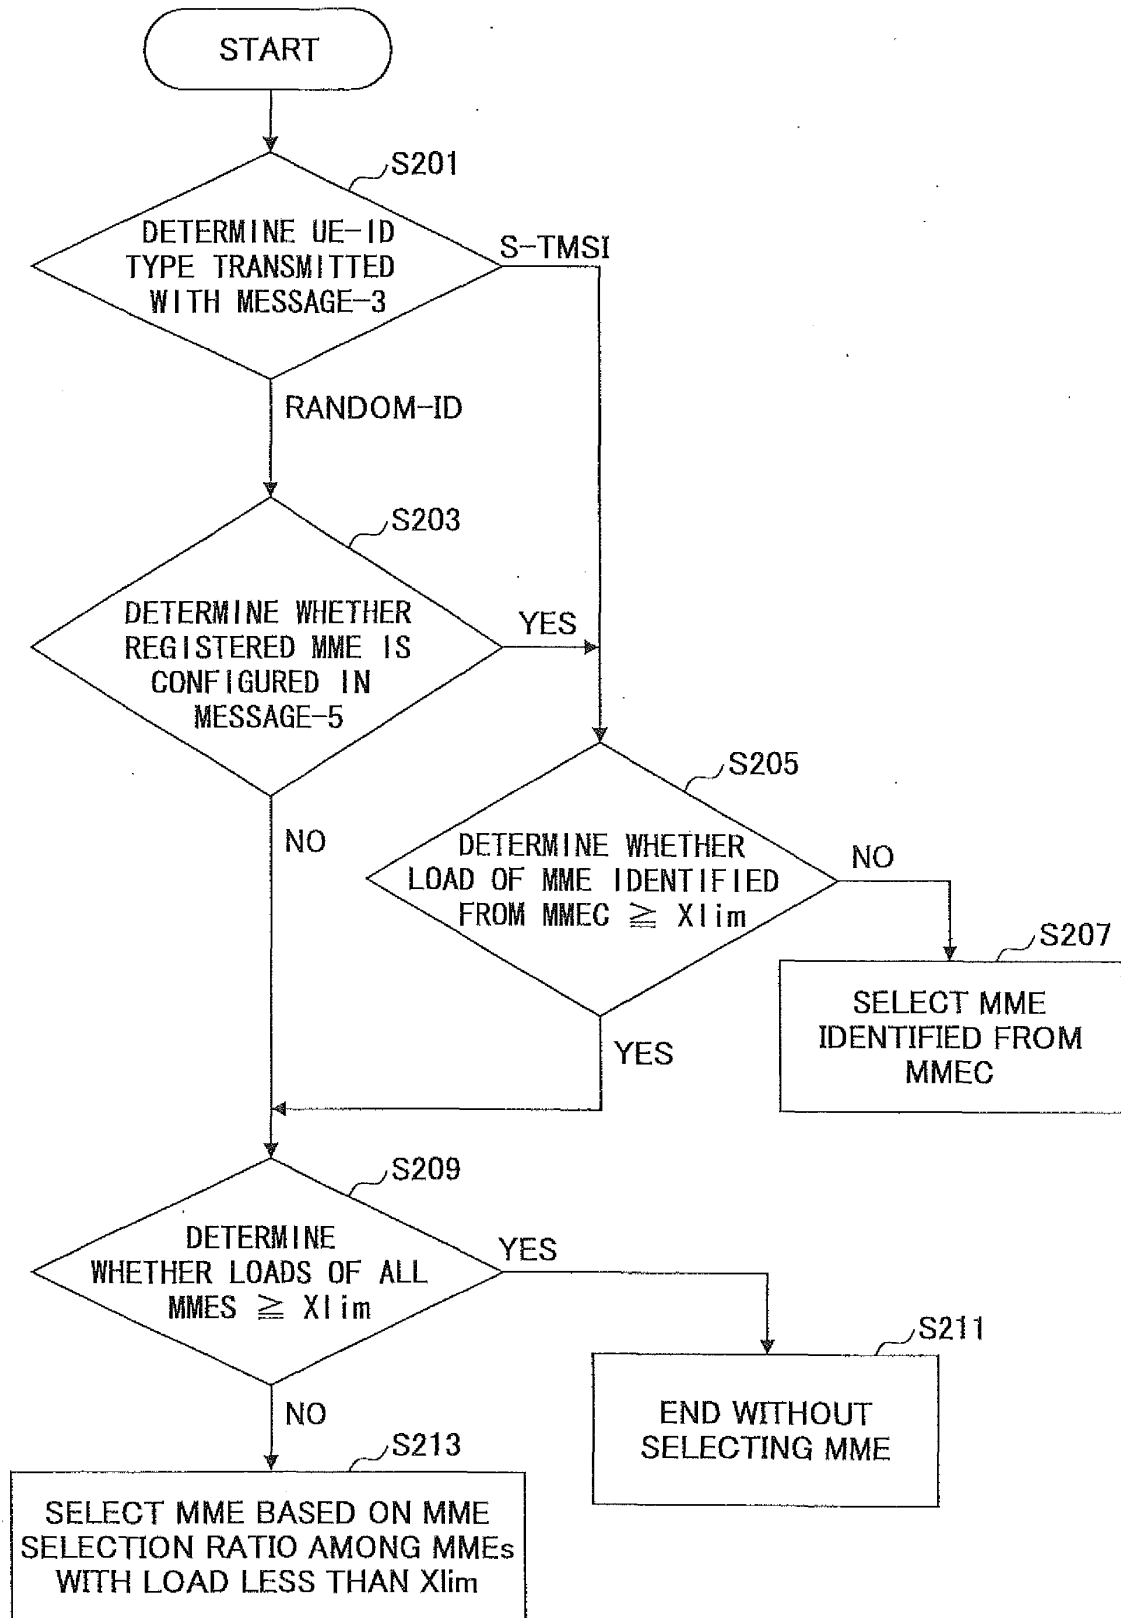 START
S201
DETERMINE UE-ID
TYPE TRANSMITTED
WITH MESSAGE-3
S-TMSI
RANDOM-ID
S203
DETERMINE WHETHER
REGISTERED MME IS
CONFIGURED IN
MESSAGE-5
YES
NO
S205
DETERMINE WHETHER
LOAD OF MME IDENTIFIED
FROM MMEC ≧ Xlim
NO
YES
S207
SELECT MME
IDENTIFIED FROM
MMEC
S209
DETERMINE
WHETHER LOADS OF ALL
MMES ≧ Xlim
YES
NO
S211
END WITHOUT
SELECTING MME
S213
SELECT MME BASED ON MME
SELECTION RATIO AMONG MMEs
WITH LOAD LESS THAN Xlim